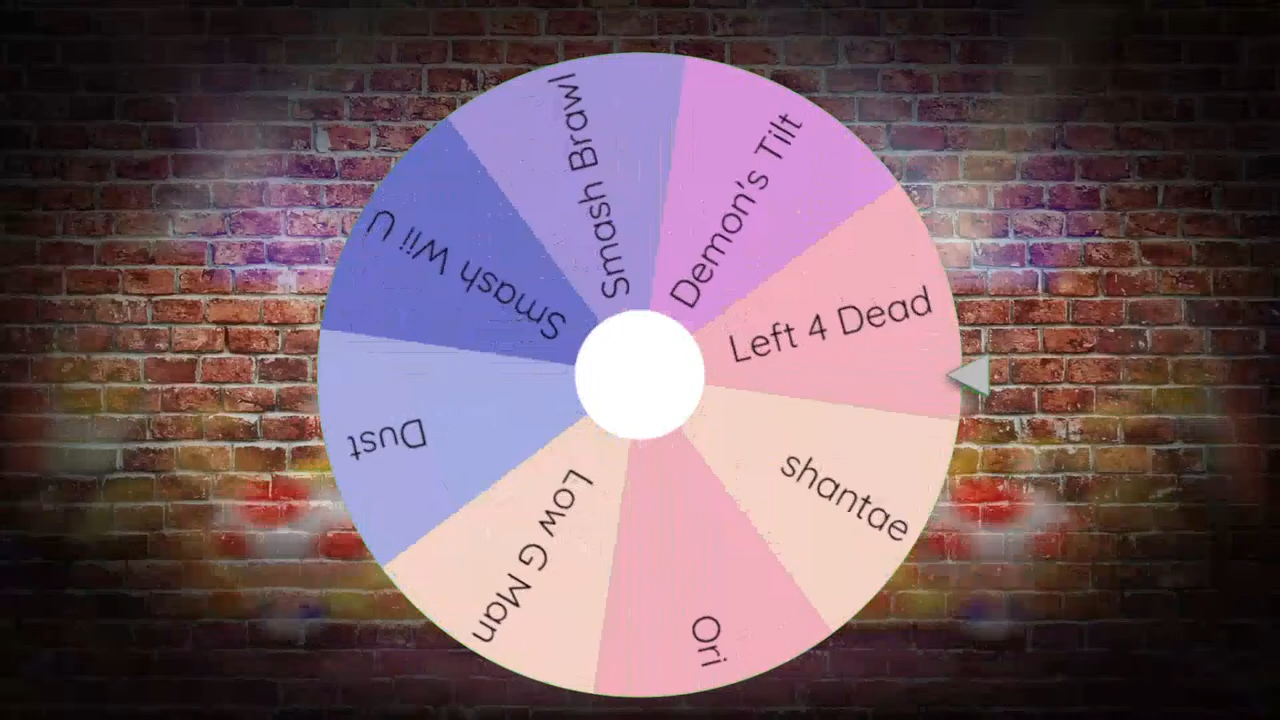 Smash Brawl
Demon's Tilt
Left 4 Dead
shantae
Ori
Low G Man
Dust
Smash Wii U